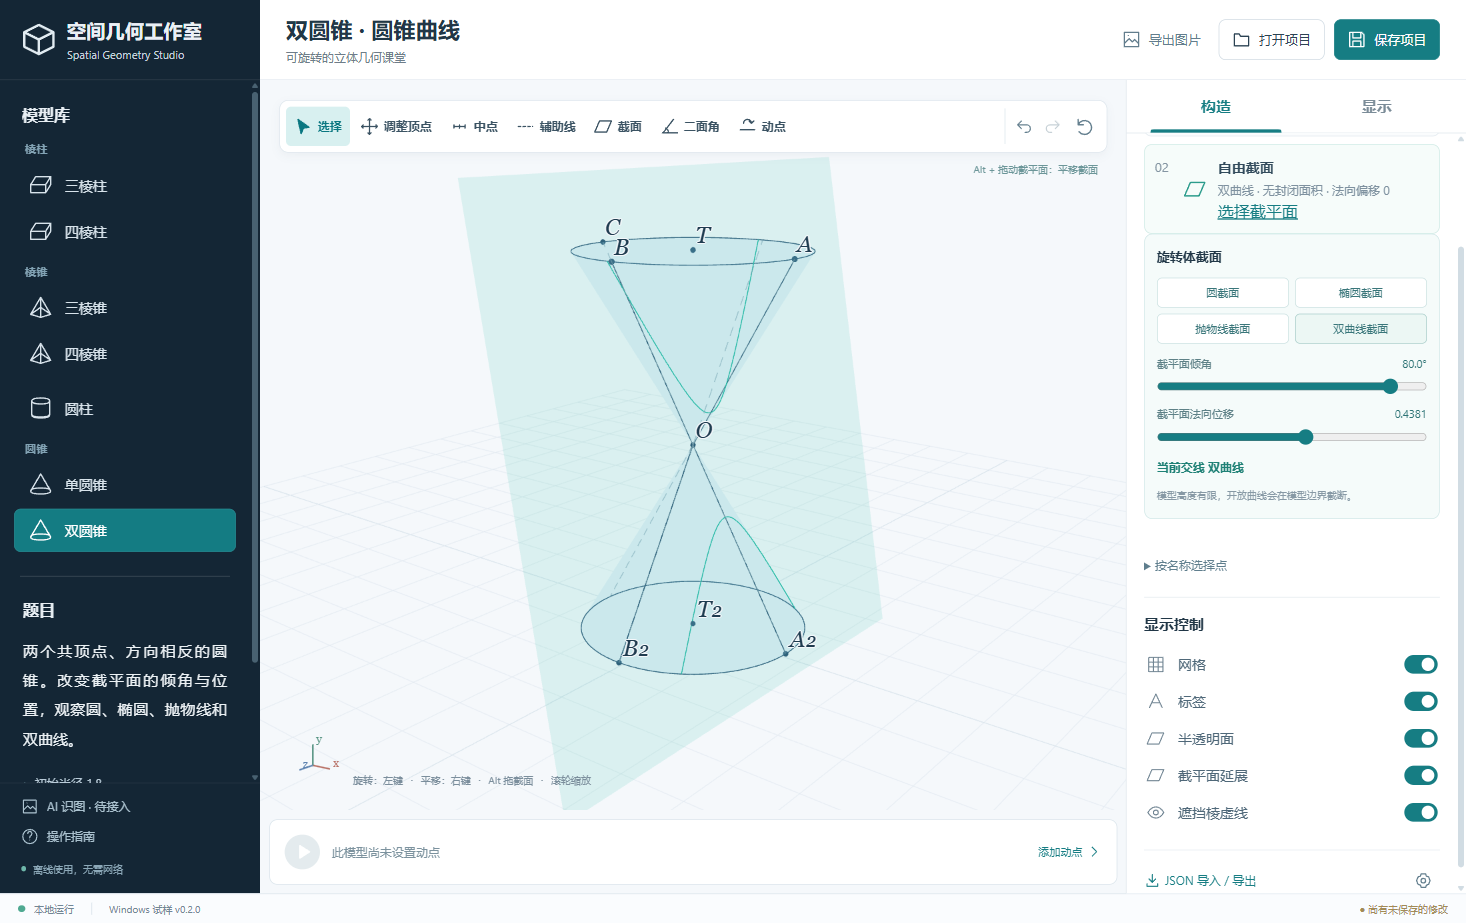 空间几何工作室
Spatial Geometry Studio
模型库
棱柱
三棱柱
四棱柱
棱锥
三棱锥
四棱锥
圆柱
圆锥
单圆锥
双圆锥
题目
两个共顶点、方向相反的圆
锥。改变截平面的倾角与位
置，观察圆、椭圆、抛物线和
双曲线。
AI 识图 · 待接入
操作指南
离线使用，无需网络
双圆锥 · 圆锥曲线
可旋转的立体几何课堂
导出图片
打开项目
保存项目
选择
调整顶点
中点
辅助线
截面
二面角
动点
Alt + 拖动截平面：平移截面
C
B
T
A
O
T2
B2
A2
y
z
x
旋转：左键 · 平移：右键 · Alt 拖截面 · 滚轮缩放
此模型尚未设置动点
添加动点
构造
显示
02
自由截面
双曲线 · 无封闭面积 · 法向偏移 0
选择截平面
旋转体截面
圆截面
椭圆截面
抛物线截面
双曲线截面
截平面倾角
80.0°
截平面法向位移
0.4381
当前交线 双曲线
模型高度有限，开放曲线会在模型边界截断。
按名称选择点
显示控制
网格
标签
半透明面
截平面延展
遮挡棱虚线
JSON 导入 / 导出
本地运行
Windows 试样 v0.2.0
尚有未保存的修改